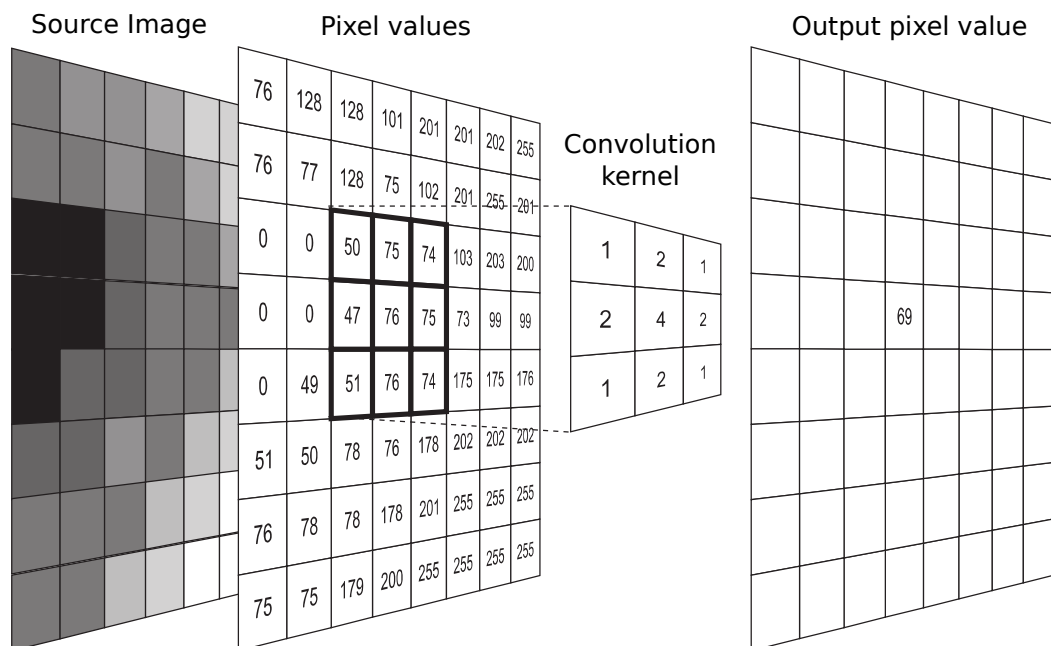 Source Image
Pixel values
Output pixel value
Convolution
kernel
76 128 128 101 201 201 202 255
76 77 128 75 102 201 255 201
0 0 50 75 74 103 203 200
0 0 47 76 75 73 99 99
0 49 51 76 74 175 175 176
51 50 78 76 178 202 202 202
76 78 78 178 201 255 255 255
75 75 179 200 255 255 255 255
1 2 1
2 4 2
1 2 1
69